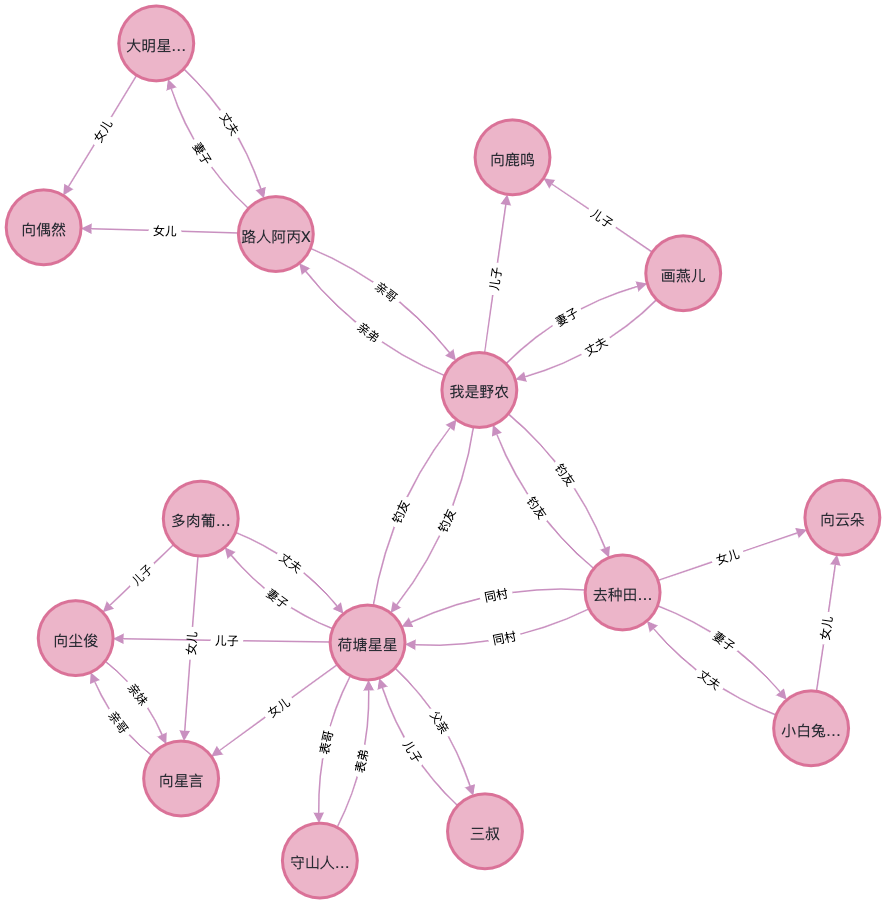 大明星...
丈夫
女儿
妻子
向鹿鸣
向偶然
女儿
路人阿丙X
儿子
画燕儿
亲哥
儿子
亲弟
妻子
丈夫
我是野农
钓友
钓友
钓友
钓友
多肉葡...
向云朵
丈夫
女儿
儿子
妻子
同村
去种田...
向尘俊
女儿
儿子
荷塘星星
同村
女儿
妻子
亲妹
女儿
丈夫
亲哥
父亲
小白兔...
表哥
儿子
表弟
向星言
三叔
守山人...